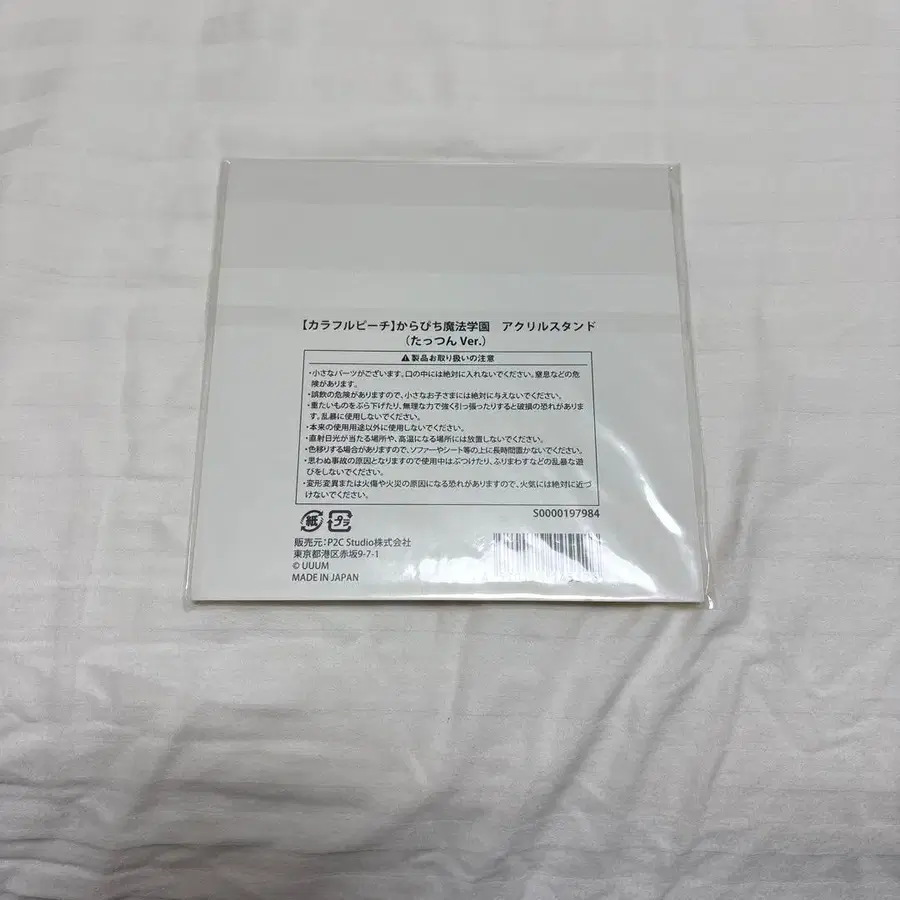 【カラフルピーチ】からぴち魔法学園　アクリルスタンド
（たっつん Ver.）
⚠製品お取り扱いの注意
・小さなパーツがございます。口の中には絶対に入れないでください。窒息などの危
険があります。
・誤飲の危険がありますので、小さなお子さまには絶対に与えないでください。
・重たいものをぶら下げたり、無理な力で強く引っ張ったりすると破損の恐れがありま
す。乱暴に使用しないでください。
・本来の使用用途以外に使用しないでください。
・直射日光が当たる場所や、高温になる場所には放置しないでください。
・色移りする場合がありますので、ソファーやシート等の上に長時間置かないでください。
・思わぬ事故の原因となりますので使用中はぶつけたり、ふりまわすなどの乱暴な遊
びをしないでください。
・変形変異または火傷や火災の原因になる恐れがありますので、火気には絶対に近づ
けないでください。
S0000197984
紙 プラ
販売元：P2C Studio株式会社
東京都港区赤坂9-7-1
© UUUM
MADE IN JAPAN